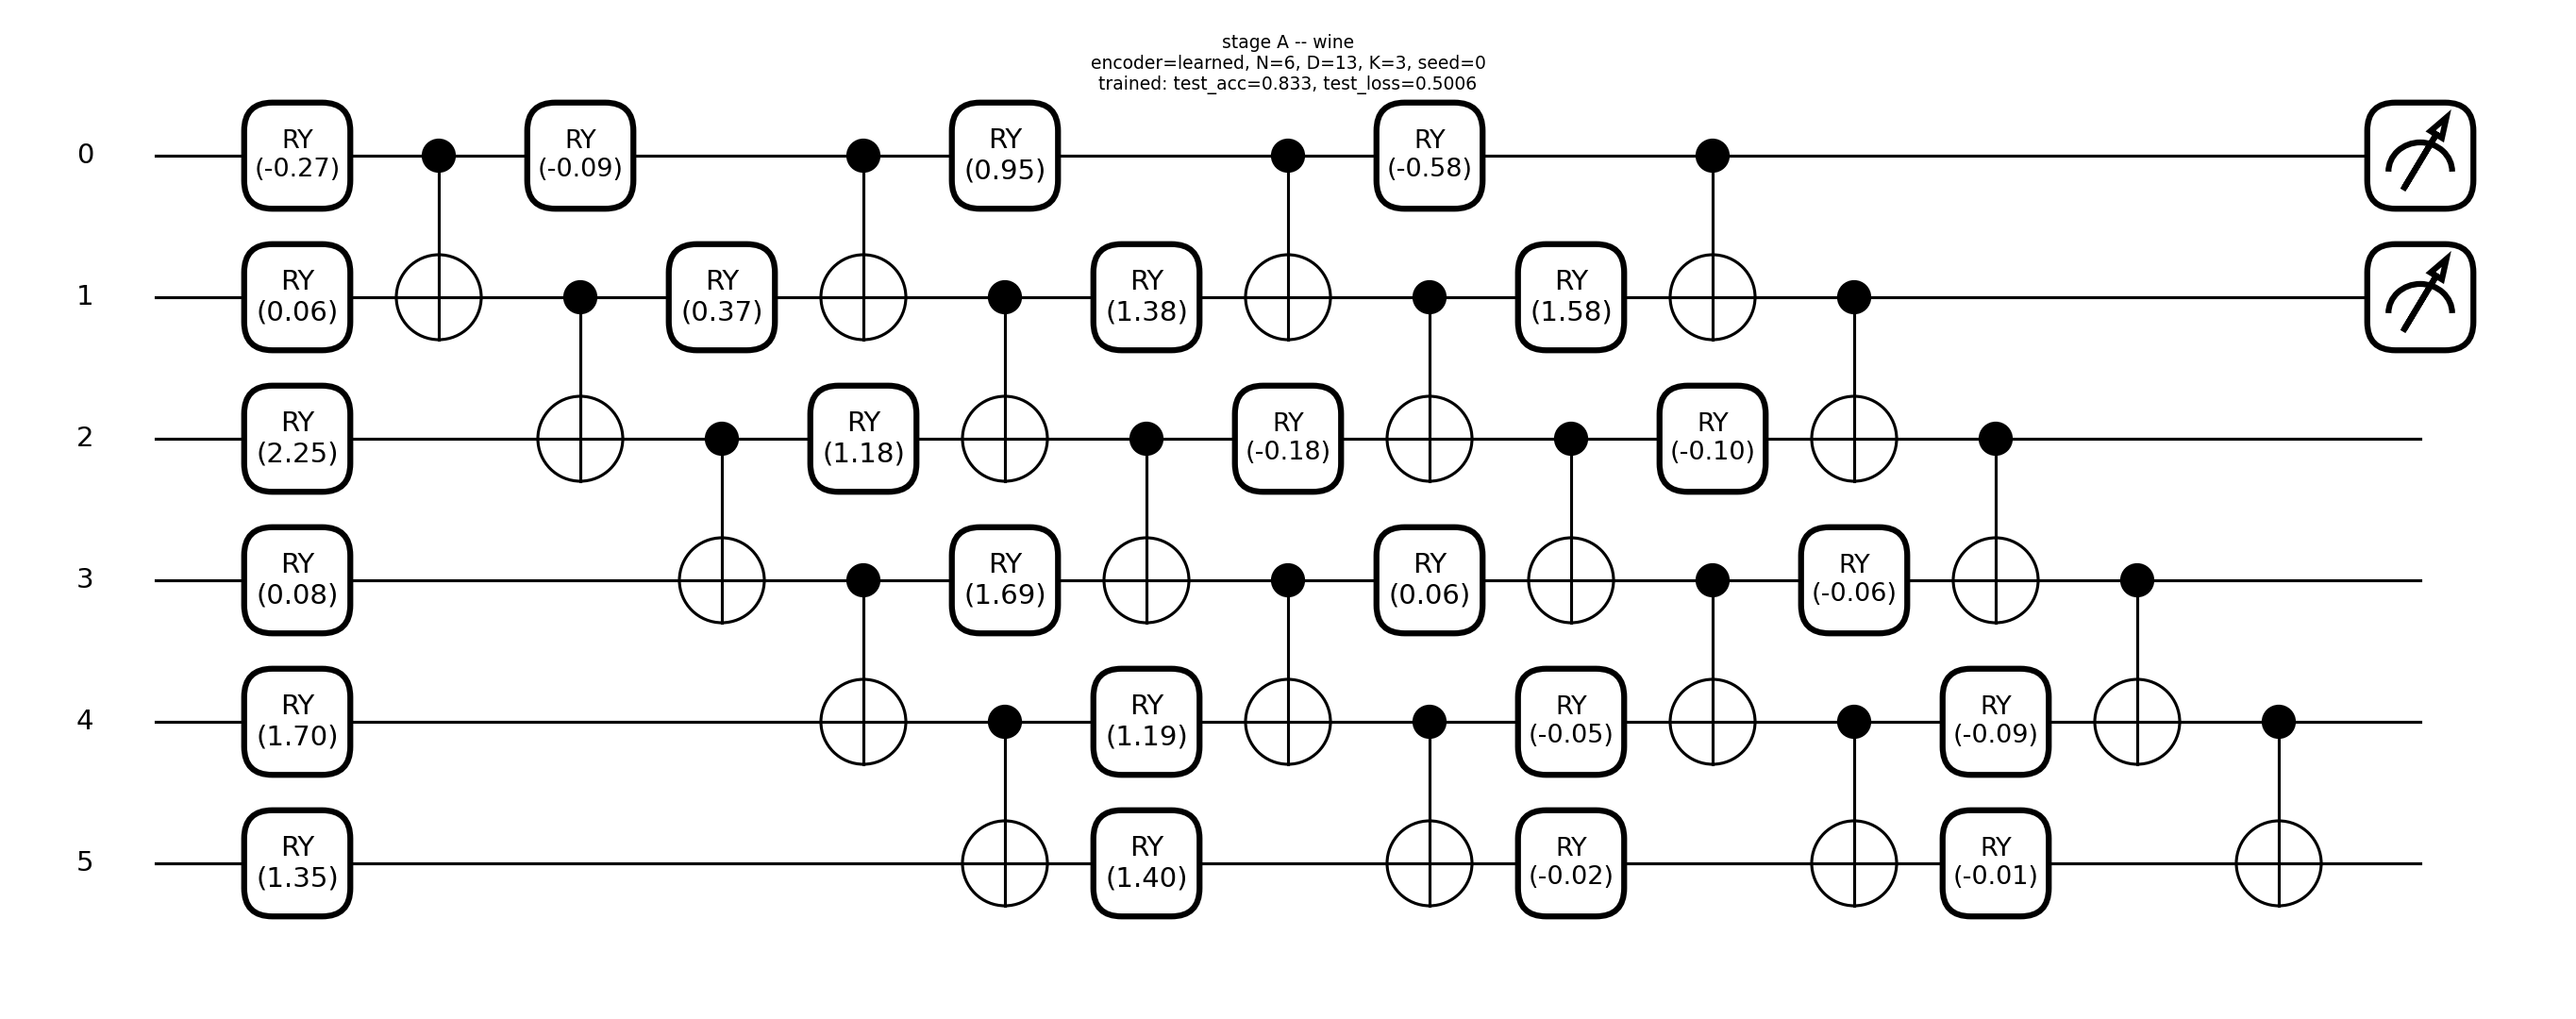 stage A -- wine
encoder=learned, N=6, D=13, K=3, seed=0
trained: test_acc=0.833, test_loss=0.5006
0
RY
(-0.27)
RY
(-0.09)
RY
(0.95)
RY
(-0.58)
1
RY
(0.06)
RY
(0.37)
RY
(1.38)
RY
(1.58)
2
RY
(2.25)
RY
(1.18)
RY
(-0.18)
RY
(-0.10)
3
RY
(0.08)
RY
(1.69)
RY
(0.06)
RY
(-0.06)
4
RY
(1.70)
RY
(1.19)
RY
(-0.05)
RY
(-0.09)
5
RY
(1.35)
RY
(1.40)
RY
(-0.02)
RY
(-0.01)